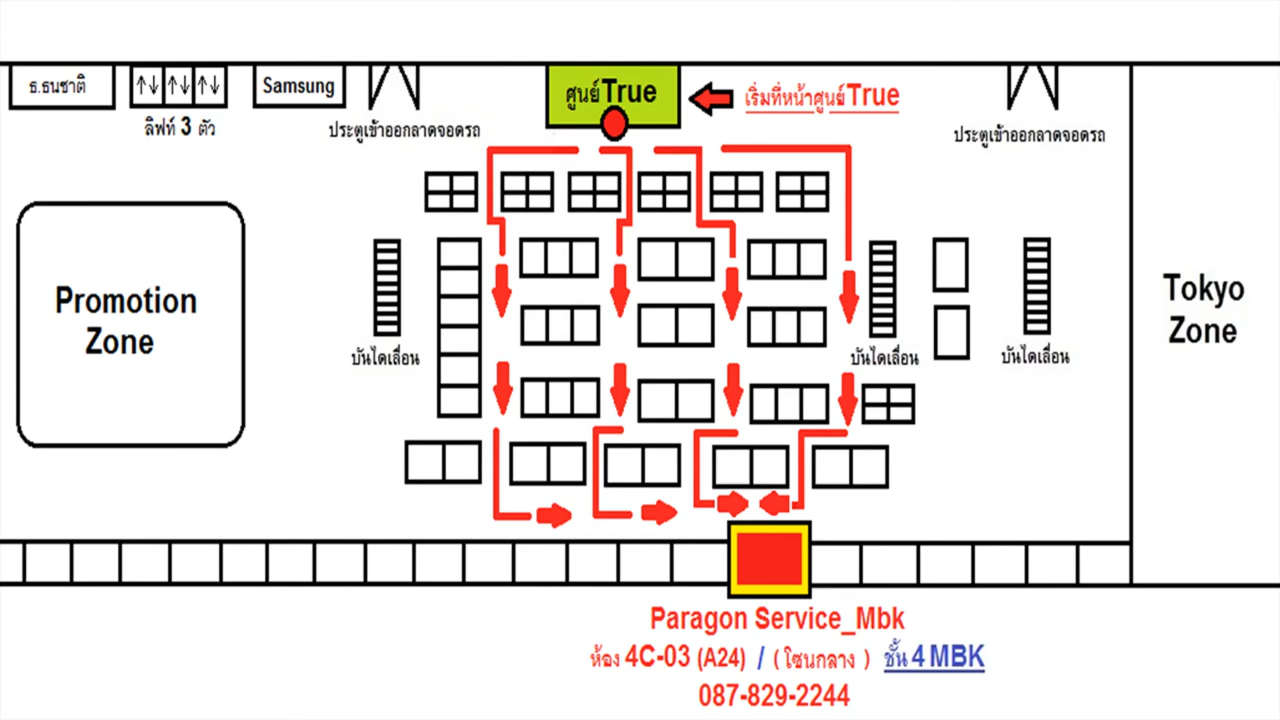 ธ.ธนชาติ
ลิฟท์ 3 ตัว
Samsung
ประตูเข้าออกลาดจอดรถ
ศูนย์True
เริ่มที่หน้าศูนย์True
ประตูเข้าออกลาดจอดรถ
Promotion
Zone
บันไดเลื่อน
บันไดเลื่อน
บันไดเลื่อน
Tokyo
Zone
Paragon Service_Mbk
ห้อง 4C-03 (A24) / ( โซนกลาง ) ชั้น 4 MBK
087-829-2244